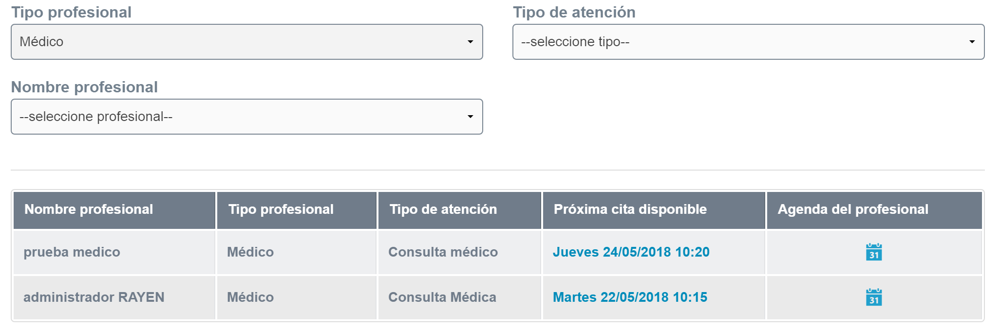 Tipo profesional
Tipo de atención
Médico
--seleccione tipo--
Nombre profesional
--seleccione profesional--
Nombre profesional Tipo profesional Tipo de atención Próxima cita disponible Agenda del profesional
prueba medico Médico Consulta médico Jueves 24/05/2018 10:20 31
administrador RAYEN Médico Consulta Médica Martes 22/05/2018 10:15 31